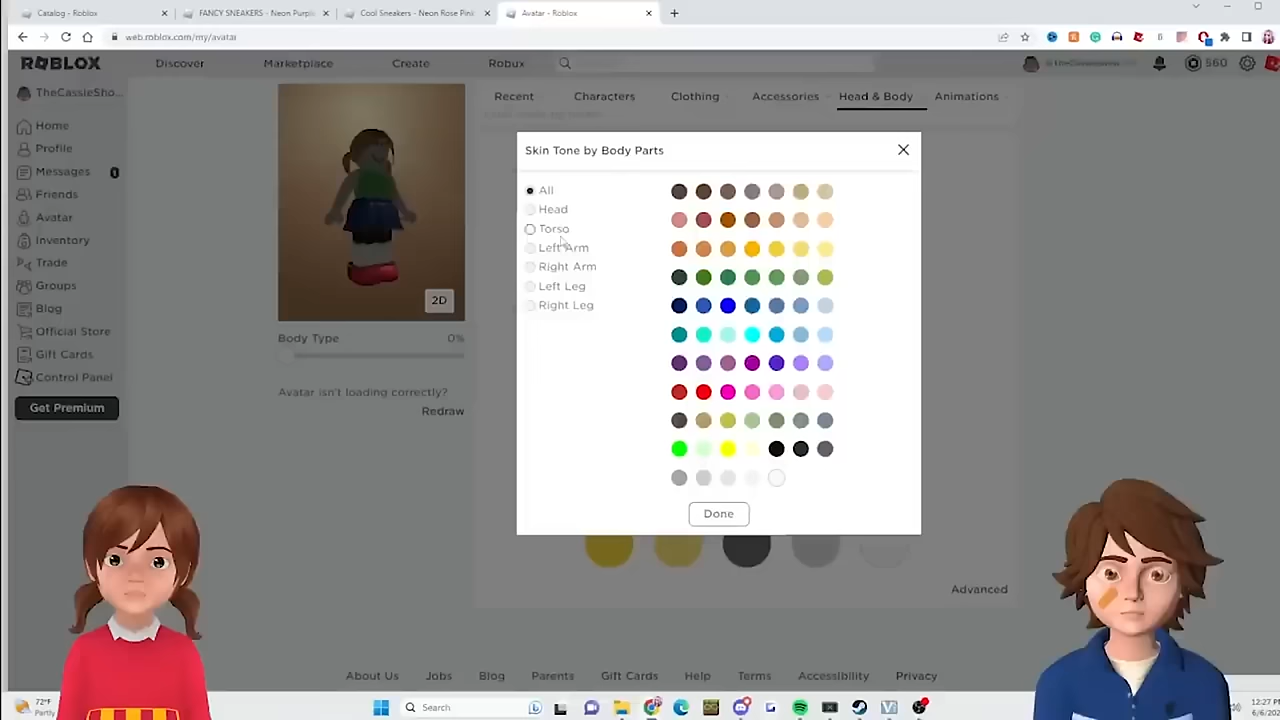 Catalog - Roblox
FANCY SNEAKERS - Neon Purple
Cool Sneakers - Neon Rose Pink
Avatar - Roblox
web.roblox.com/my/avatar
ROBLOX
Discover
Marketplace
Create
Robux
560
TheCassieSho...
Home
Profile
Messages
Friends
Avatar
Inventory
Trade
Groups
Blog
Official Store
Gift Cards
Control Panel
Get Premium
2D
Body Type 0%
Avatar isn't loading correctly?
Redraw
Recent
Characters
Clothing
Accessories
Head & Body
Animations
Skin Tone by Body Parts
All
Head
Torso
Left Arm
Right Arm
Left Leg
Right Leg
Done
Advanced
About Us
Jobs
Blog
Parents
Gift Cards
Help
Terms
Accessibility
Privacy
72°F
Partly
Search
12:27 P